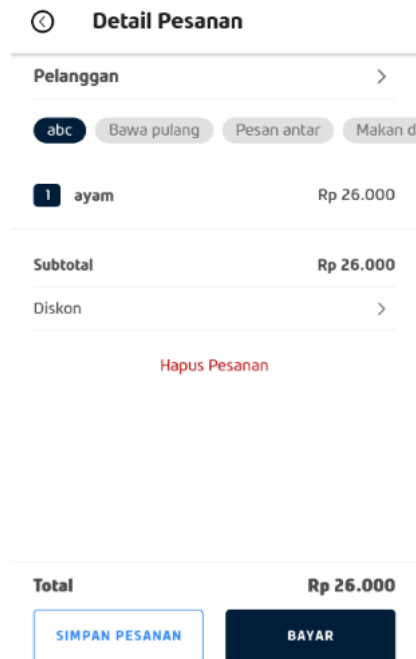 Detail Pesanan
Pelanggan
abc Bawa pulang Pesan antar Makan d
1 ayam Rp 26.000
Subtotal Rp 26.000
Diskon
Hapus Pesanan
Total Rp 26.000
SIMPAN PESANAN BAYAR